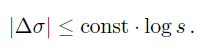 |Δσ| ≤ const · log s .